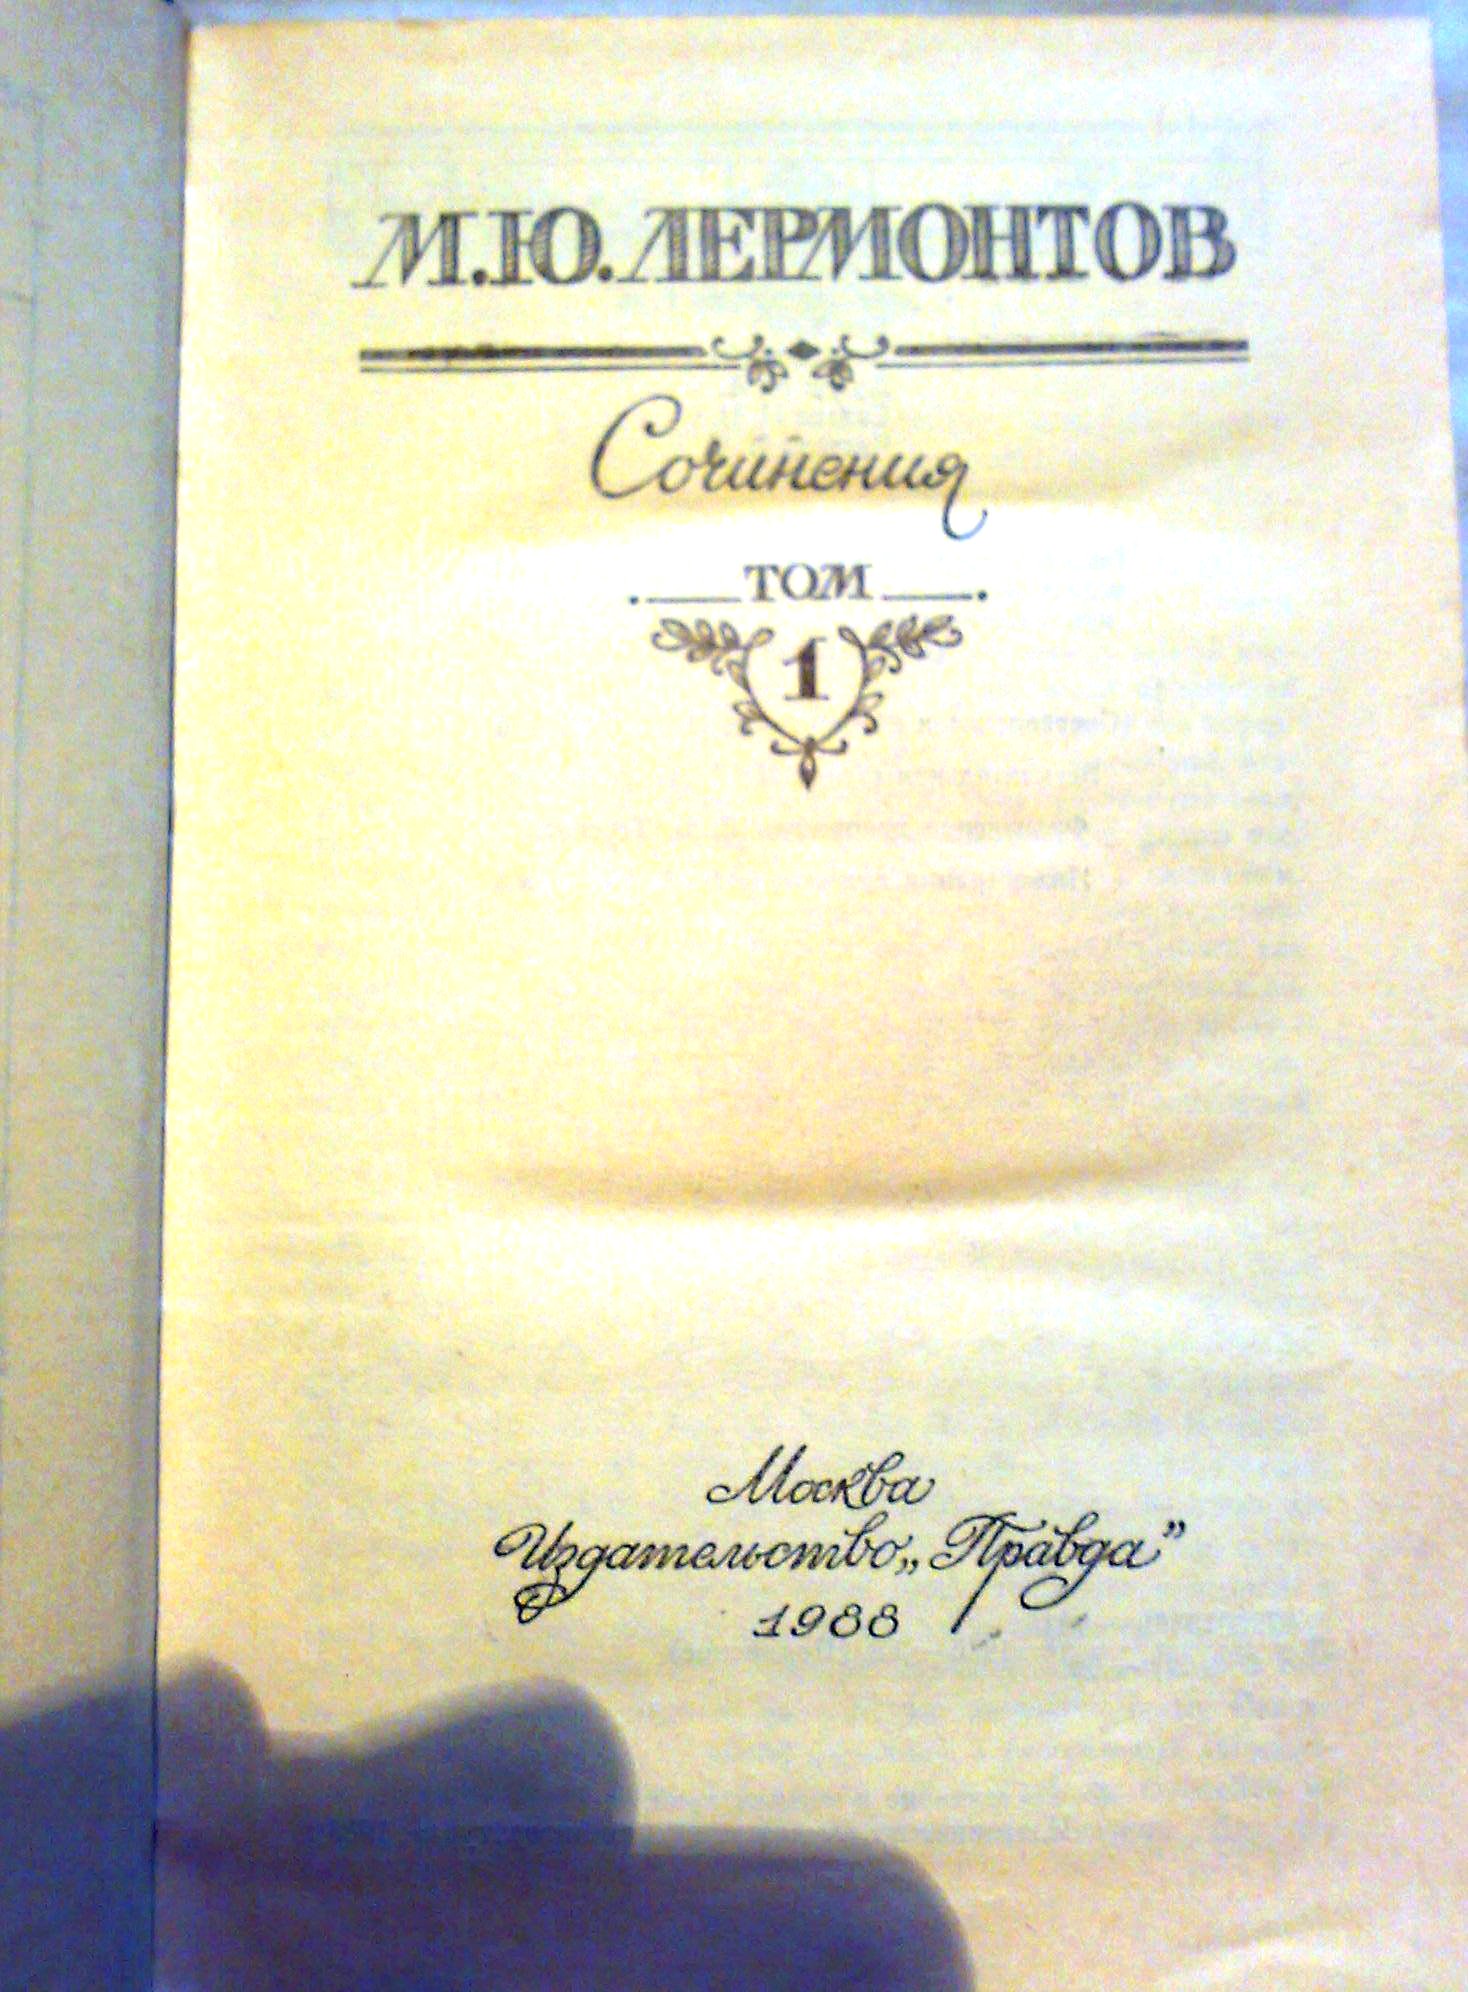 М.Ю.ЛЕРМОНТОВ
Сочинения
ТОМ
1
Москва
Издательство „Правда”
1988